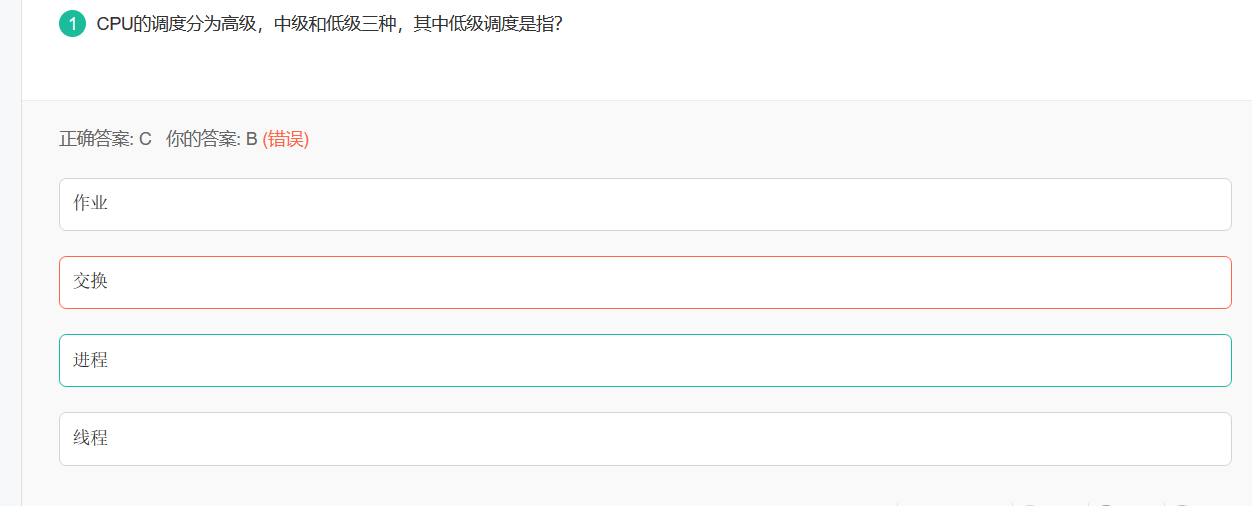 1 CPU的调度分为高级，中级和低级三种，其中低级调度是指?
正确答案: C 你的答案: B (错误)
作业
交换
进程
线程